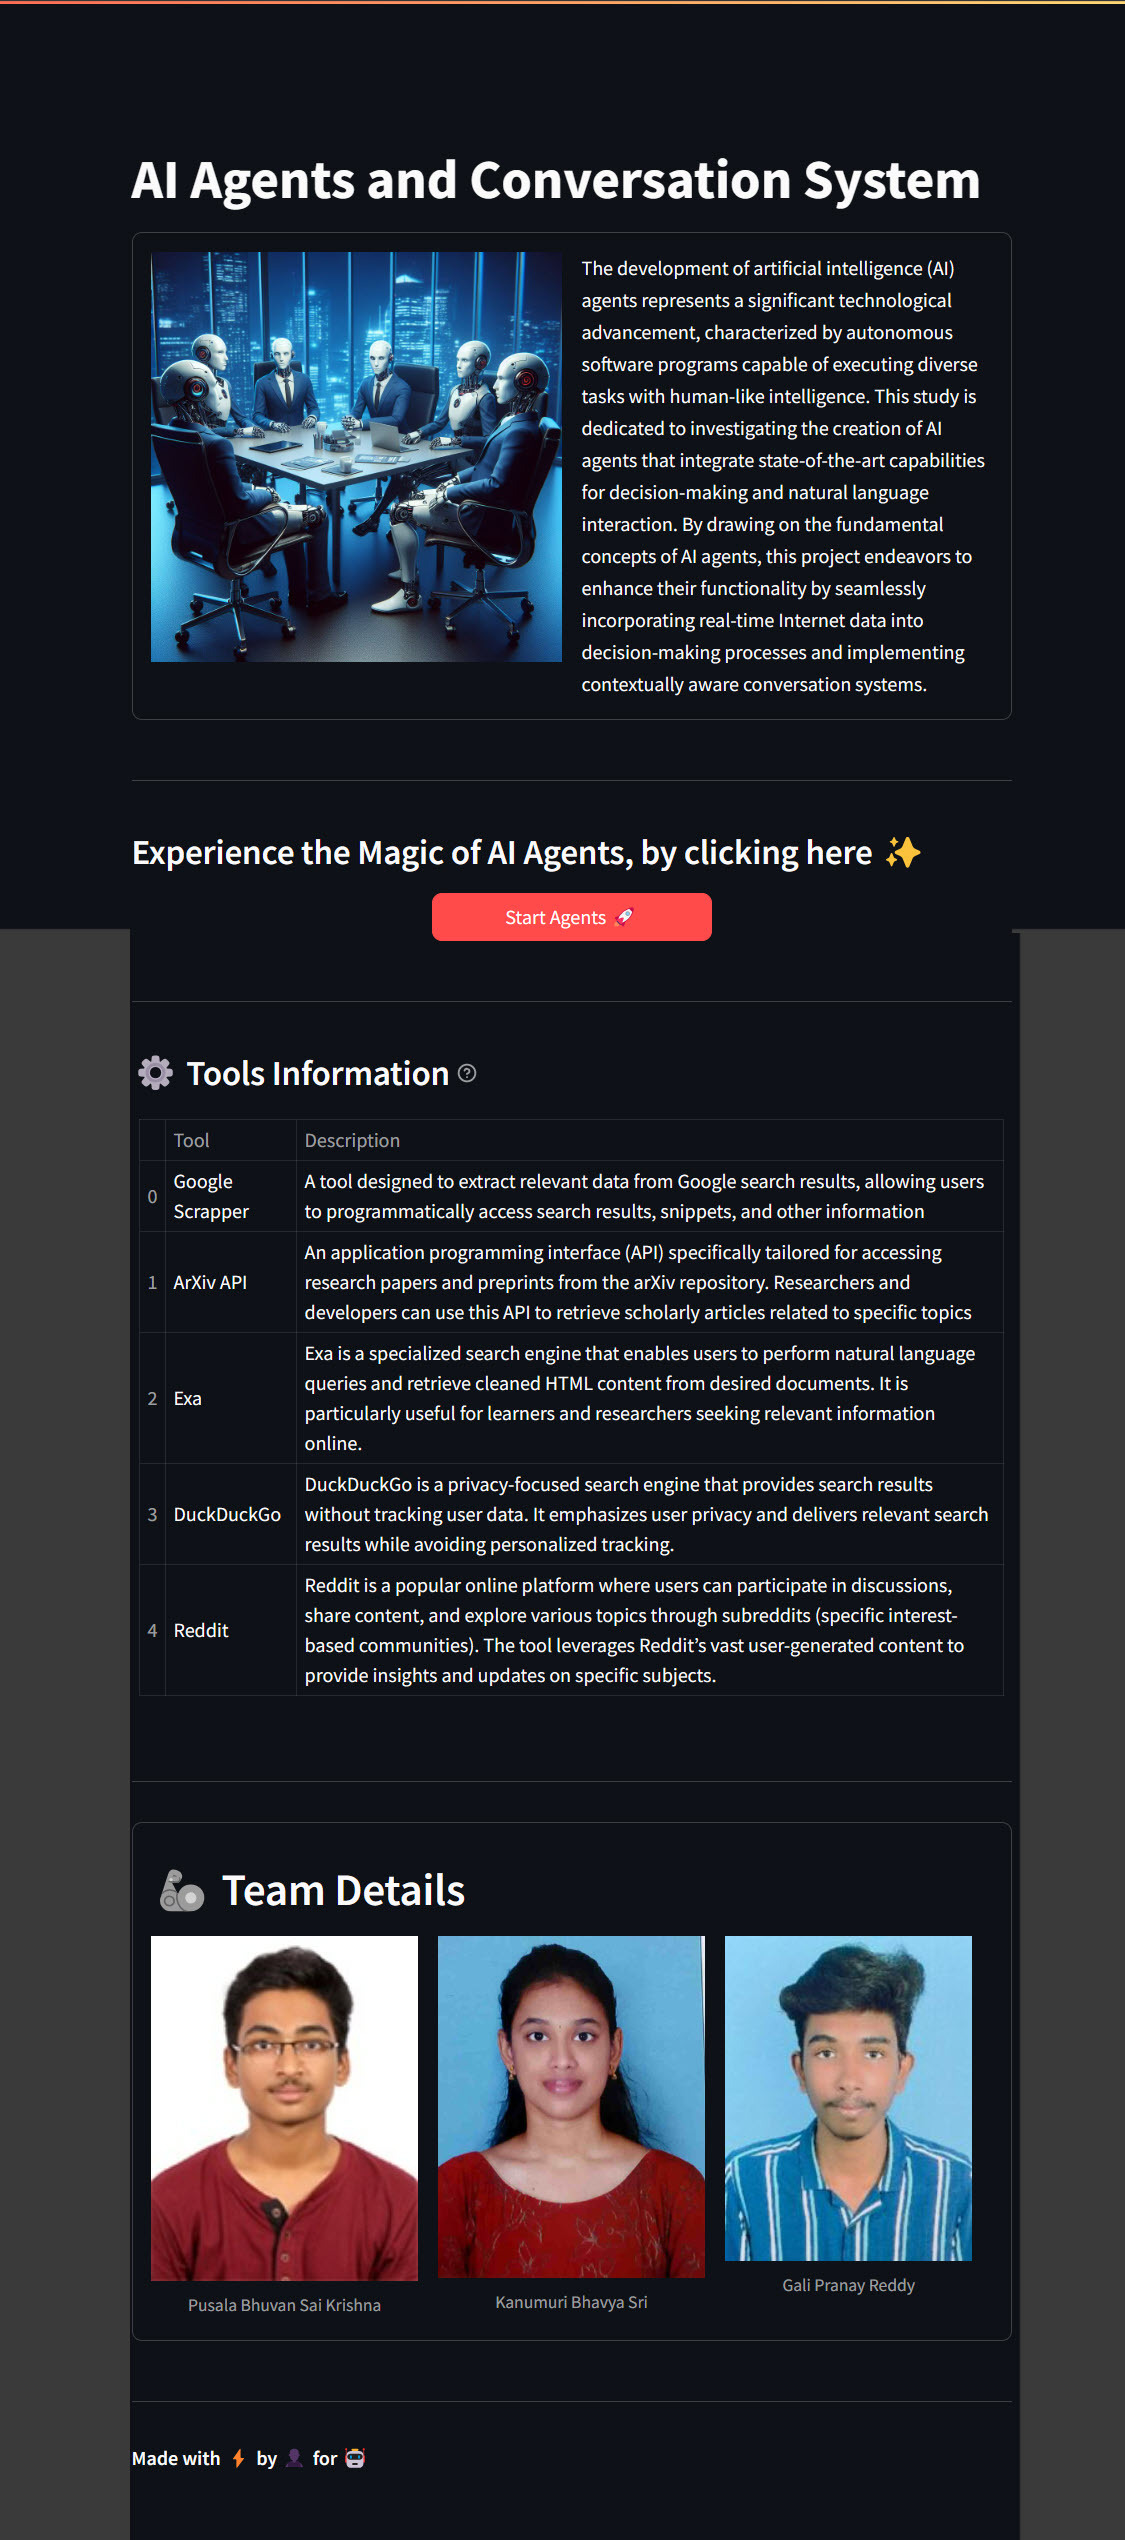 AI Agents and Conversation System
The development of artificial intelligence (AI)
agents represents a significant technological
advancement, characterized by autonomous
software programs capable of executing diverse
tasks with human-like intelligence. This study is
dedicated to investigating the creation of AI
agents that integrate state-of-the-art capabilities
for decision-making and natural language
interaction. By drawing on the fundamental
concepts of AI agents, this project endeavors to
enhance their functionality by seamlessly
incorporating real-time Internet data into
decision-making processes and implementing
contextually aware conversation systems.
Experience the Magic of AI Agents, by clicking here ✨
Start Agents 🚀
⚙️ Tools Information
Tool Description
0 Google Scrapper A tool designed to extract relevant data from Google search results, allowing users
to programmatically access search results, snippets, and other information
1 ArXiv API An application programming interface (API) specifically tailored for accessing
research papers and preprints from the arXiv repository. Researchers and
developers can use this API to retrieve scholarly articles related to specific topics
2 Exa Exa is a specialized search engine that enables users to perform natural language
queries and retrieve cleaned HTML content from desired documents. It is
particularly useful for learners and researchers seeking relevant information
online.
3 DuckDuckGo DuckDuckGo is a privacy-focused search engine that provides search results
without tracking user data. It emphasizes user privacy and delivers relevant search
results while avoiding personalized tracking.
4 Reddit Reddit is a popular online platform where users can participate in discussions,
share content, and explore various topics through subreddits (specific interest-
based communities). The tool leverages Reddit’s vast user-generated content to
provide insights and updates on specific subjects.
🦾 Team Details
Pusala Bhuvan Sai Krishna
Kanumuri Bhavya Sri
Gali Pranay Reddy
Made with ⚡ by 👤 for 🤖